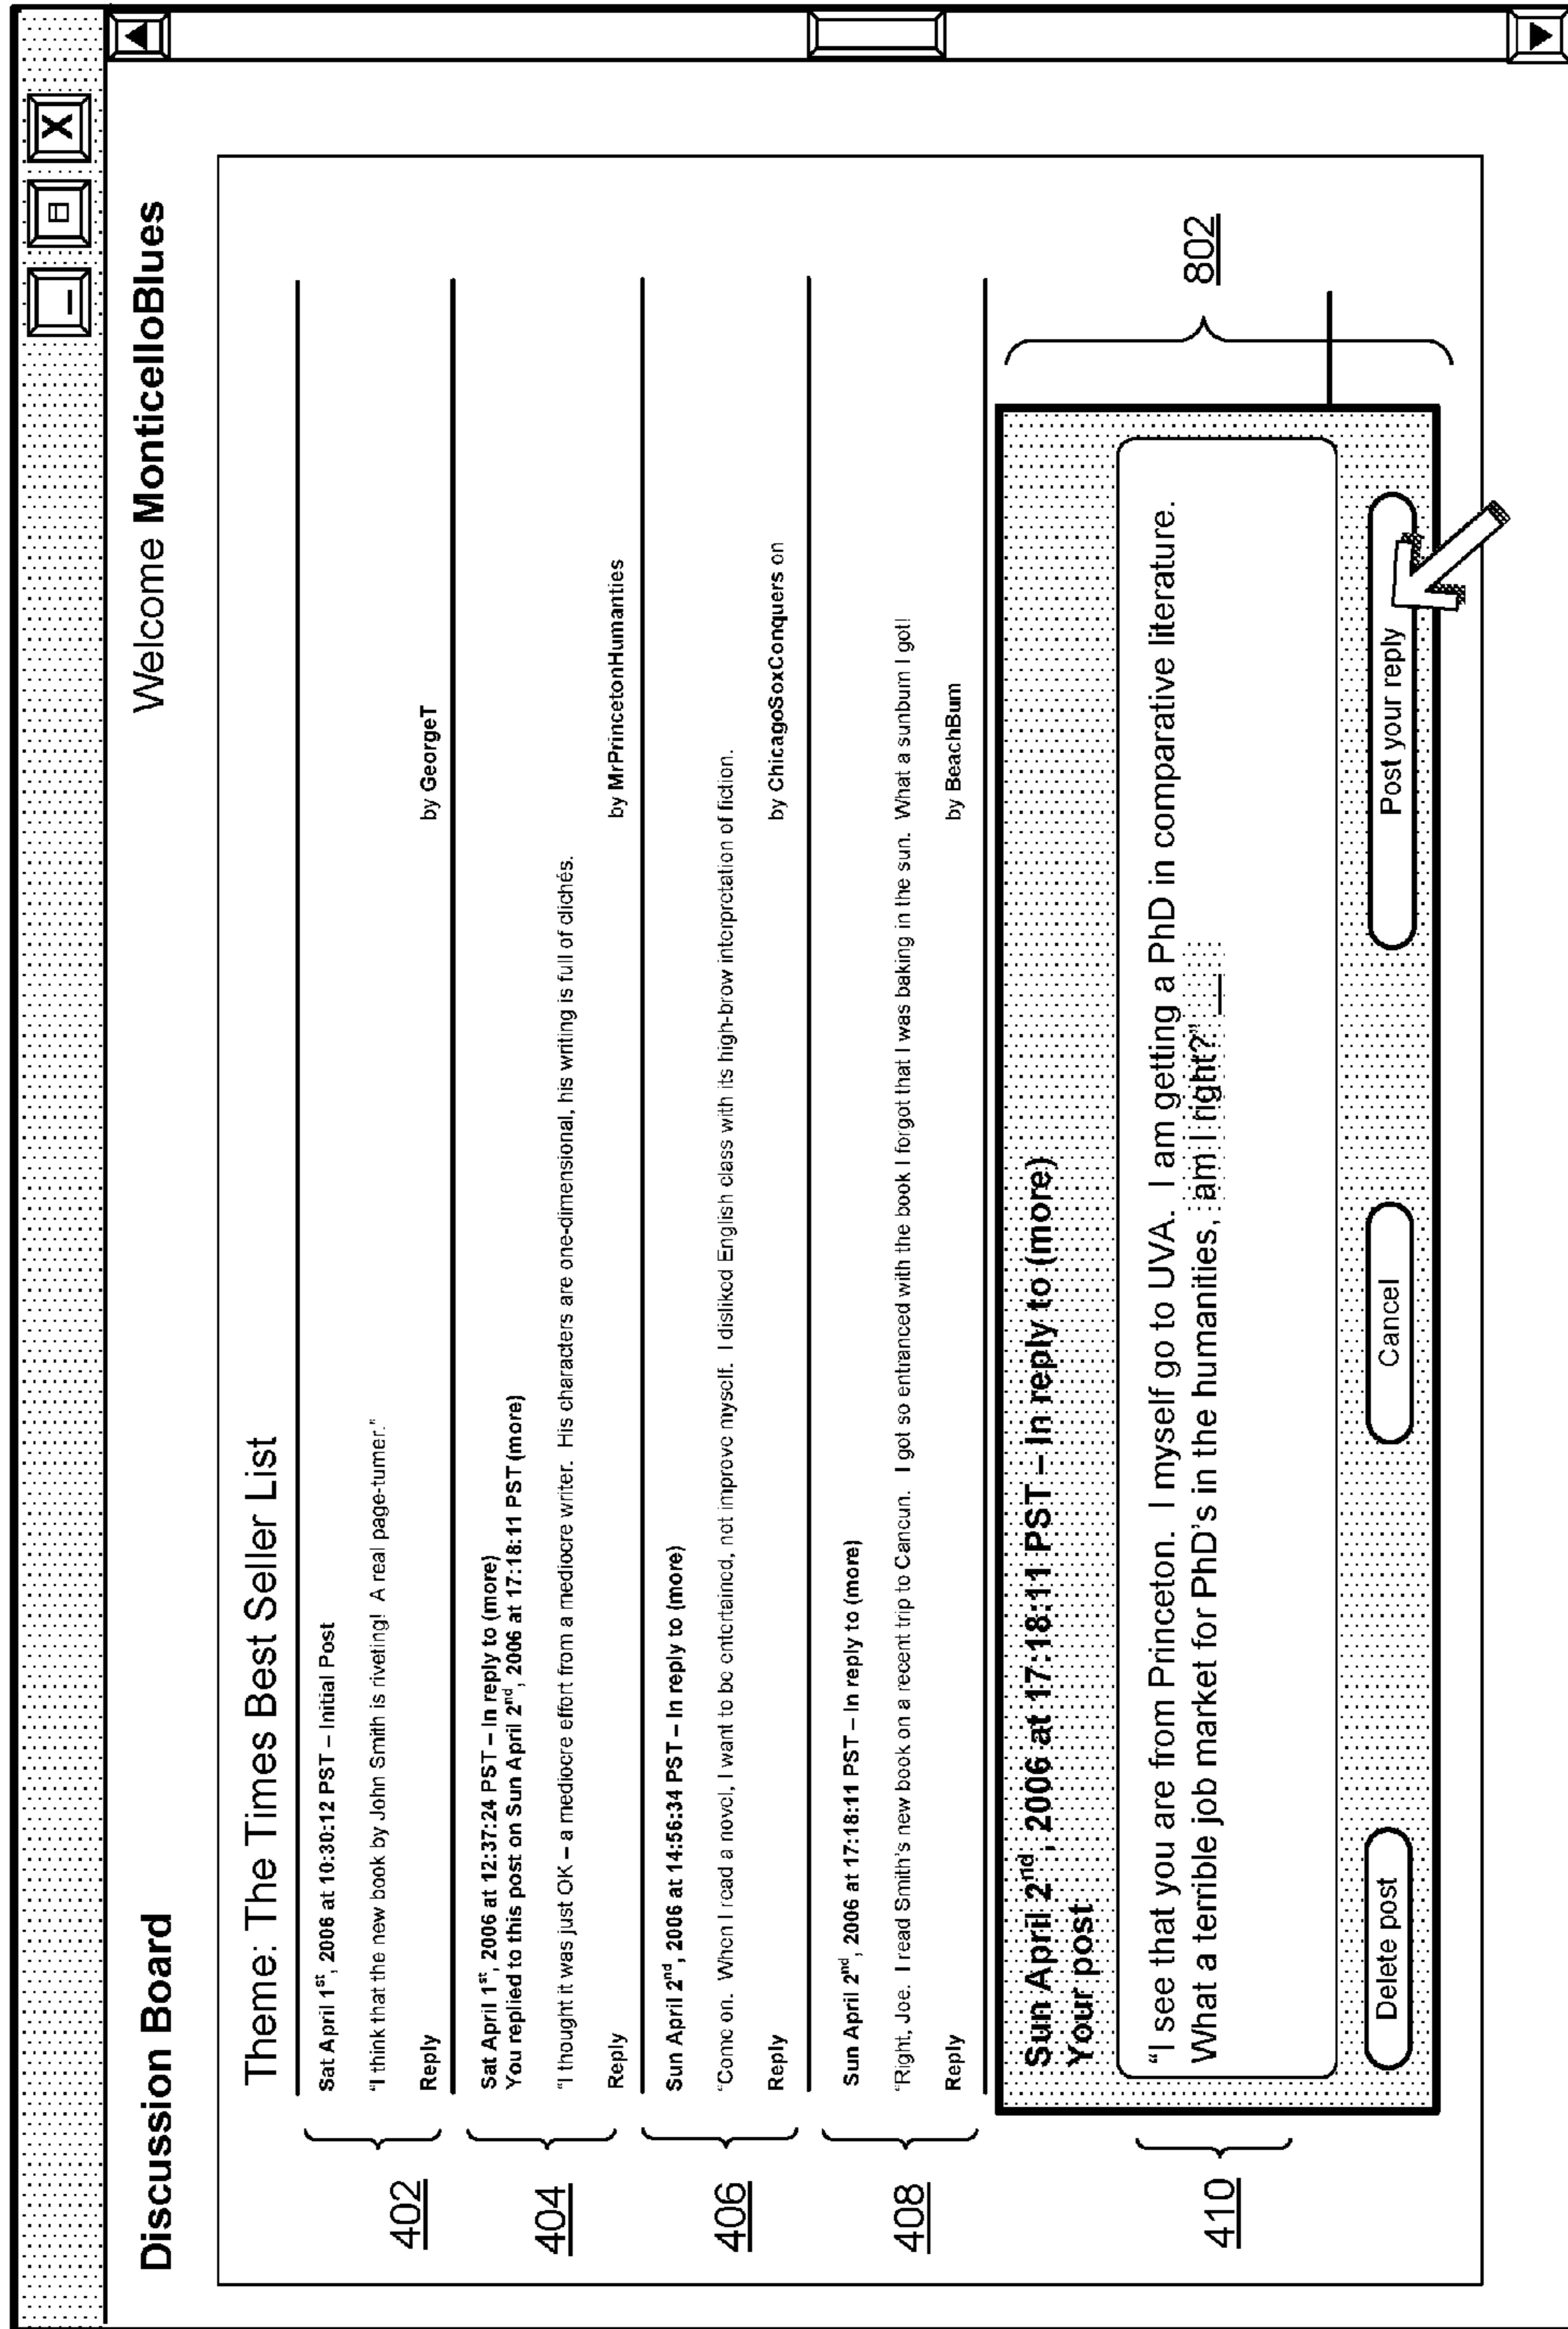 Discussion Board
Welcome MonticelloBlues
Theme: The Times Best Seller List
402
Sat April 1st, 2006 at 10:30:12 PST – Initial Post
"I think that the new book by John Smith is riveting! A real page-turner."
Reply
by GeorgeT
404
Sat April 1st, 2006 at 12:37:24 PST – In reply to (more)
You replied to this post on Sun April 2nd, 2006 at 17:18:11 PST (more)
"I thought it was just OK – a mediocre effort from a mediocre writer. His characters are one-dimensional, his writing is full of clichés.
Reply
by MrPrincetonHumanties
406
Sun April 2nd, 2006 at 14:56:34 PST – In reply to (more)
"Come on. When I read a novel, I want to be entertained, not improve myself. I disliked English class with its high-brow interpretation of fiction.
Reply
by ChicagoSoxConquers on
408
Sun April 2nd, 2006 at 17:18:11 PST – In reply to (more)
"Right, Joe. I read Smith's new book on a recent trip to Cancun. I got so entranced with the book I forgot that I was baking in the sun. What a sunburn I got!
Reply
by BeachBum
802
410
Sun April 2nd, 2006 at 17:18:11 PST – In reply to (more)
Your post
"I see that you are from Princeton. I myself go to UVA. I am getting a PhD in comparative literature.
What a terrible job market for PhD's in the humanities, am I right?" _
Delete post
Cancel
Post your reply